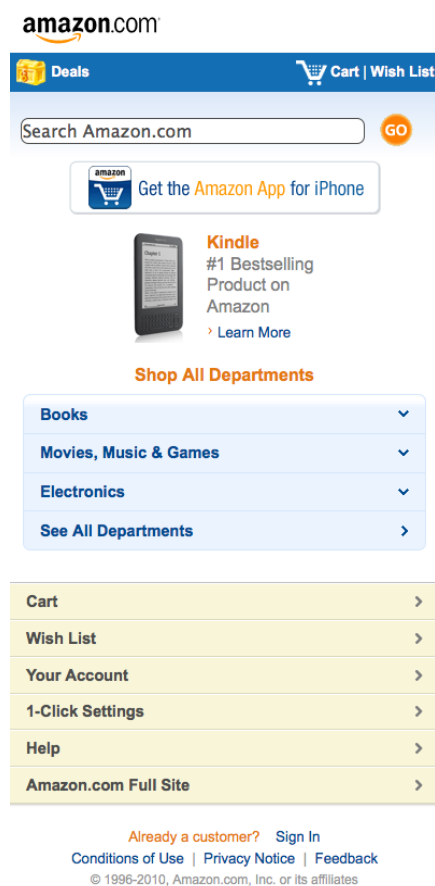 amazon.com
Deals Cart | Wish List
Search Amazon.com GO
amazon
Get the Amazon App for iPhone
Kindle
#1 Bestselling
Product on
Amazon
› Learn More
Shop All Departments
Books
Movies, Music & Games
Electronics
See All Departments
Cart
Wish List
Your Account
1-Click Settings
Help
Amazon.com Full Site
Already a customer? Sign In
Conditions of Use | Privacy Notice | Feedback
© 1996-2010, Amazon.com, Inc. or its affiliates